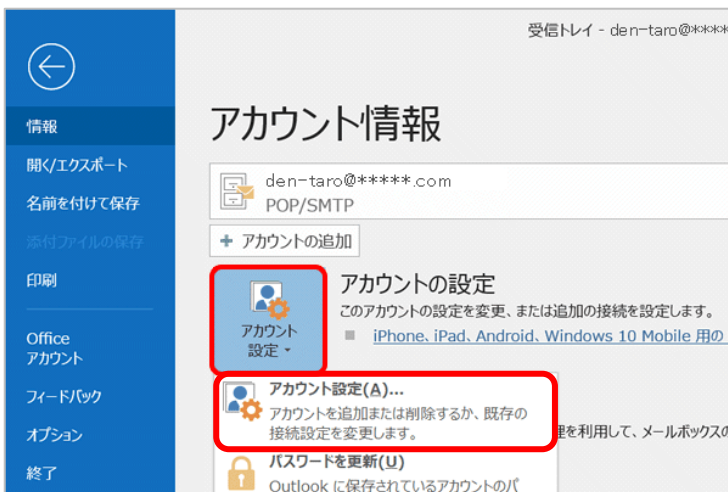 受信トレイ - den-taro@****
情報
開く/エクスポート
名前を付けて保存
添付ファイルの保存
印刷
Office
アカウント
フィードバック
オプション
終了
アカウント情報
den-taro@*****.com
POP/SMTP
アカウントの追加
アカウント
設定
アカウントの設定
このアカウントの設定を変更、または追加の接続を設定します。
iPhone、iPad、Android、Windows 10 Mobile 用の
アカウント設定(A)...
アカウントを追加または削除するか、既存の
接続設定を変更します。
を利用して、メールボックスの
パスワードを更新(U)
Outlook に保存されているアカウントのパ